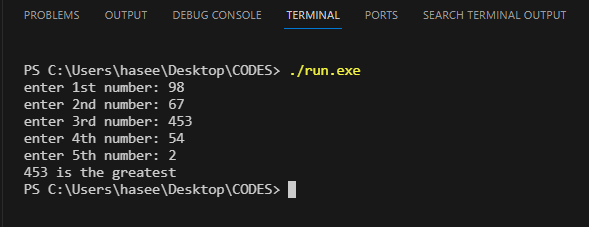 PROBLEMS OUTPUT DEBUG CONSOLE TERMINAL PORTS SEARCH TERMINAL OUTPUT
PS C:\Users\hasee\Desktop\CODES> ./run.exe
enter 1st number: 98
enter 2nd number: 67
enter 3rd number: 453
enter 4th number: 54
enter 5th number: 2
453 is the greatest
PS C:\Users\hasee\Desktop\CODES>